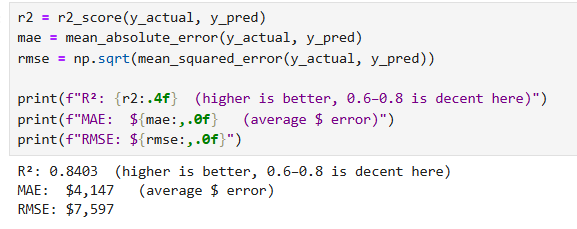 r2 = r2_score(y_actual, y_pred)
mae = mean_absolute_error(y_actual, y_pred)
rmse = np.sqrt(mean_squared_error(y_actual, y_pred))

print(f"R²: {r2:.4f}  (higher is better, 0.6–0.8 is decent here)")
print(f"MAE:  ${mae:,.0f}   (average $ error)")
print(f"RMSE: ${rmse:,.0f}")

R²: 0.8403  (higher is better, 0.6–0.8 is decent here)
MAE:  $4,147   (average $ error)
RMSE: $7,597